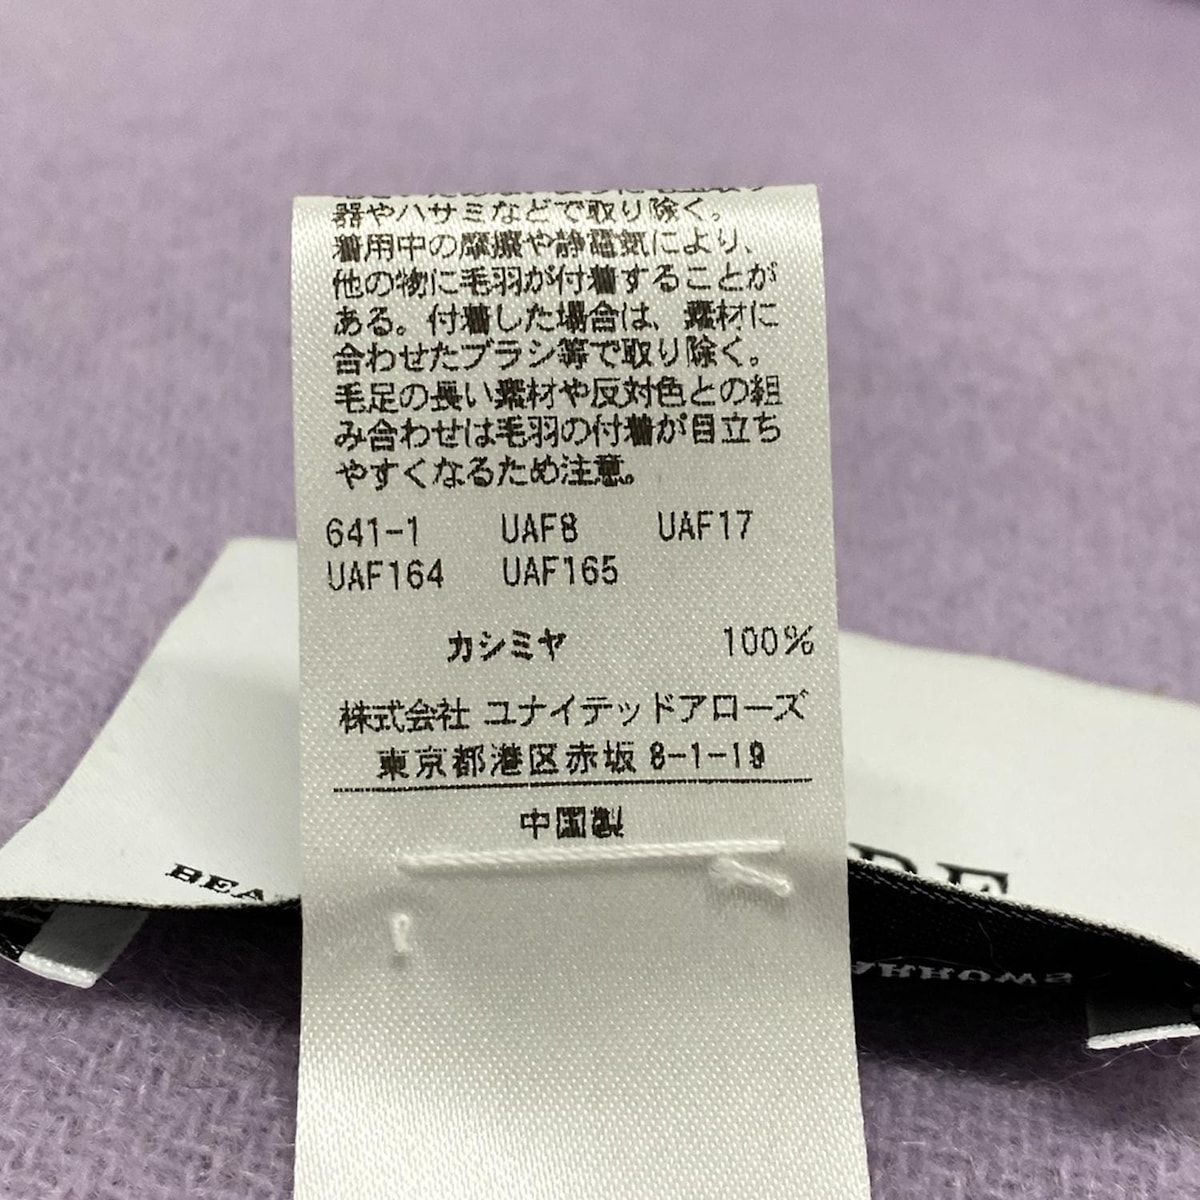 器やハサミなどで取り除く。
着用中の摩擦や静電気により、
他の物に毛羽が付着することが
ある。付着した場合は、素材に
合わせたブラシ等で取り除く。
毛足の長い素材や反対色との組
み合わせは毛羽の付着が目立ち
やすくなるため注意。
641-1 UAF8 UAF17
UAF164 UAF165
カシミヤ 100%
株式会社 ユナイテッドアローズ
東京都港区赤坂 8-1-19
中国製
BEA